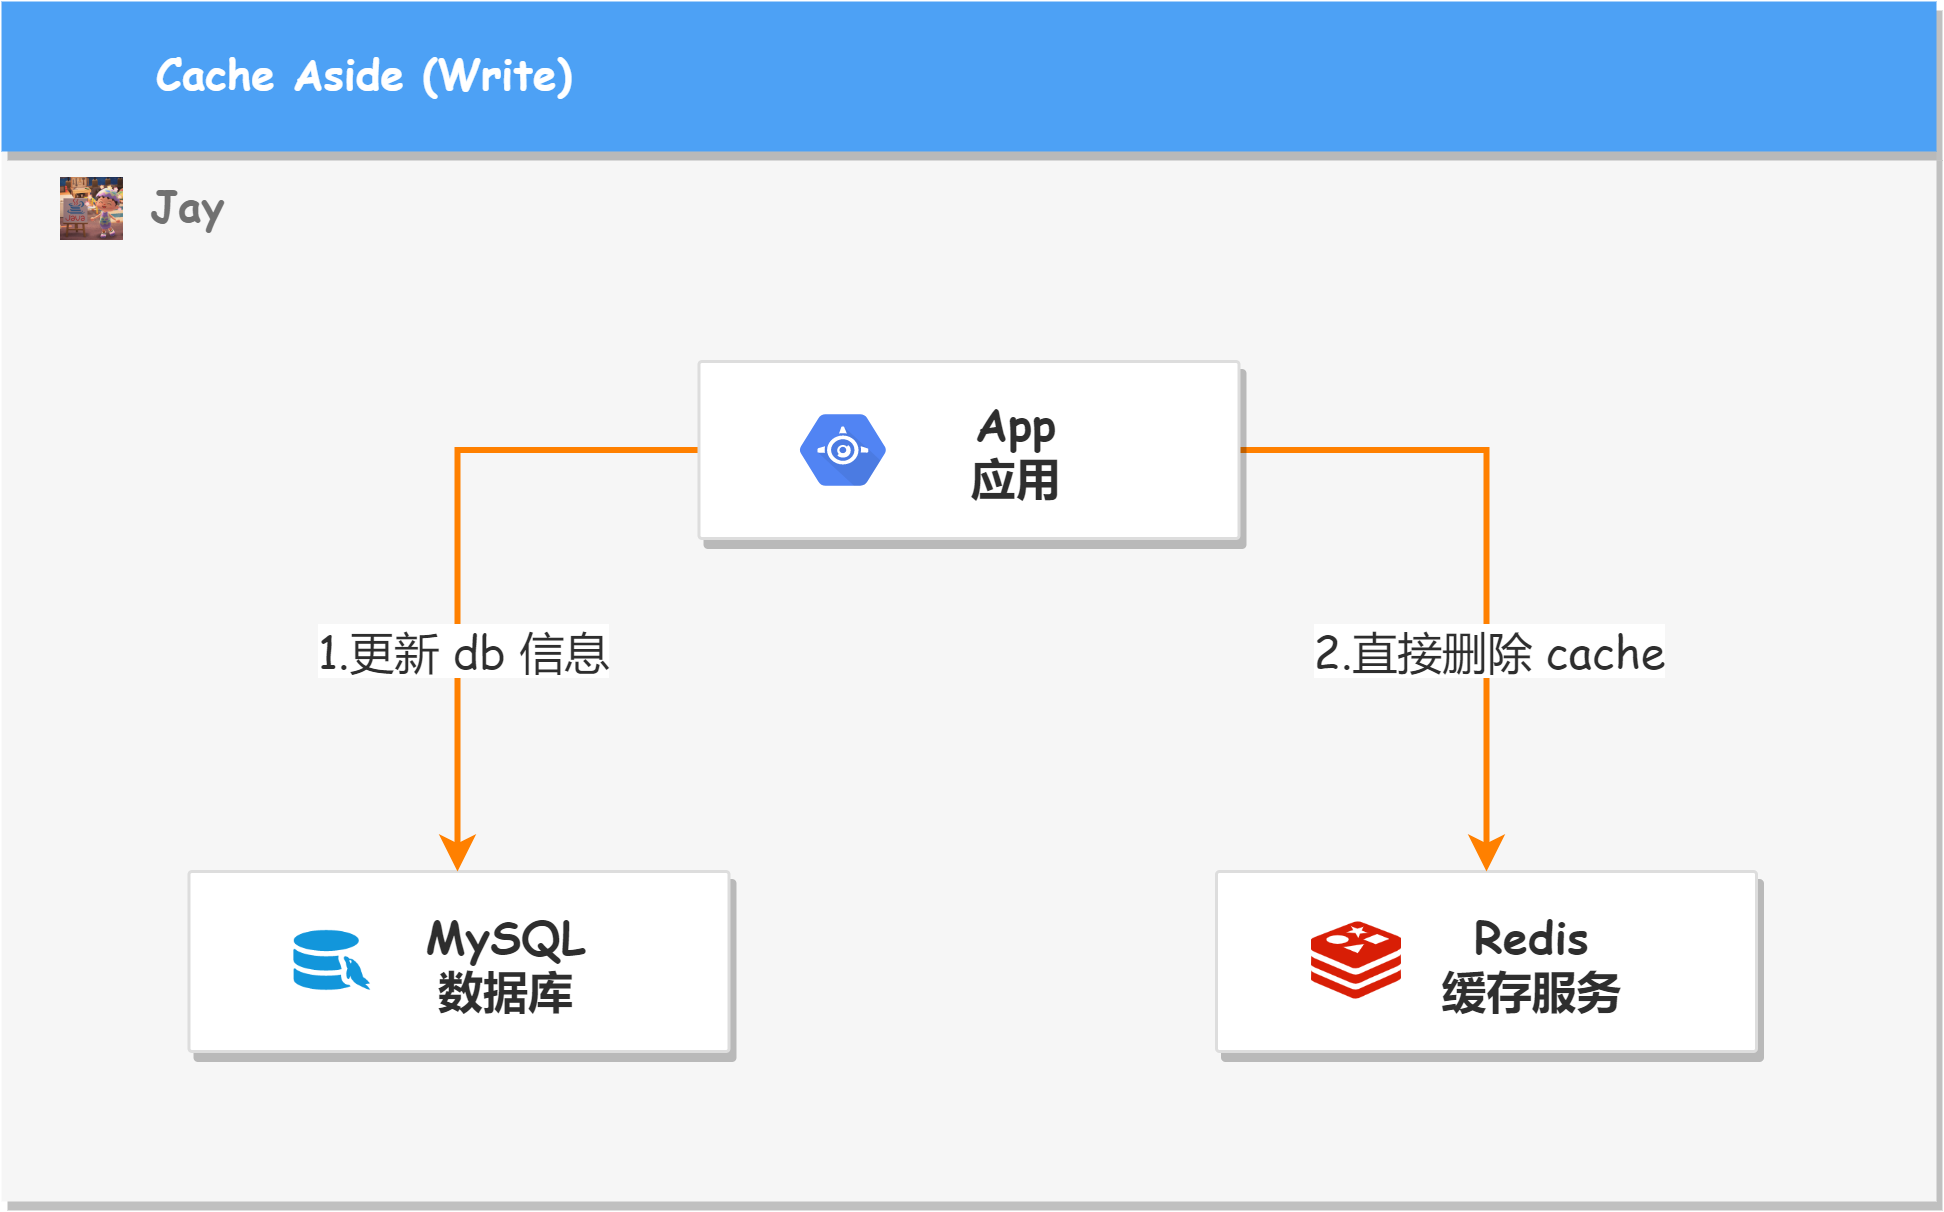 Cache Aside (Write)
Jay
App
应用
1.更新 db 信息
2.直接删除 cache
MySQL
数据库
Redis
缓存服务